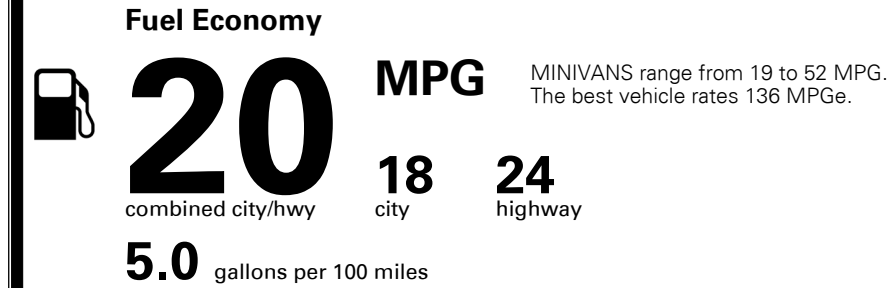 Fuel Economy
20 MPG
MINIVANS range from 19 to 52 MPG.
The best vehicle rates 136 MPGe.
18 24
combined city/hwy city highway
5.0 gallons per 100 miles